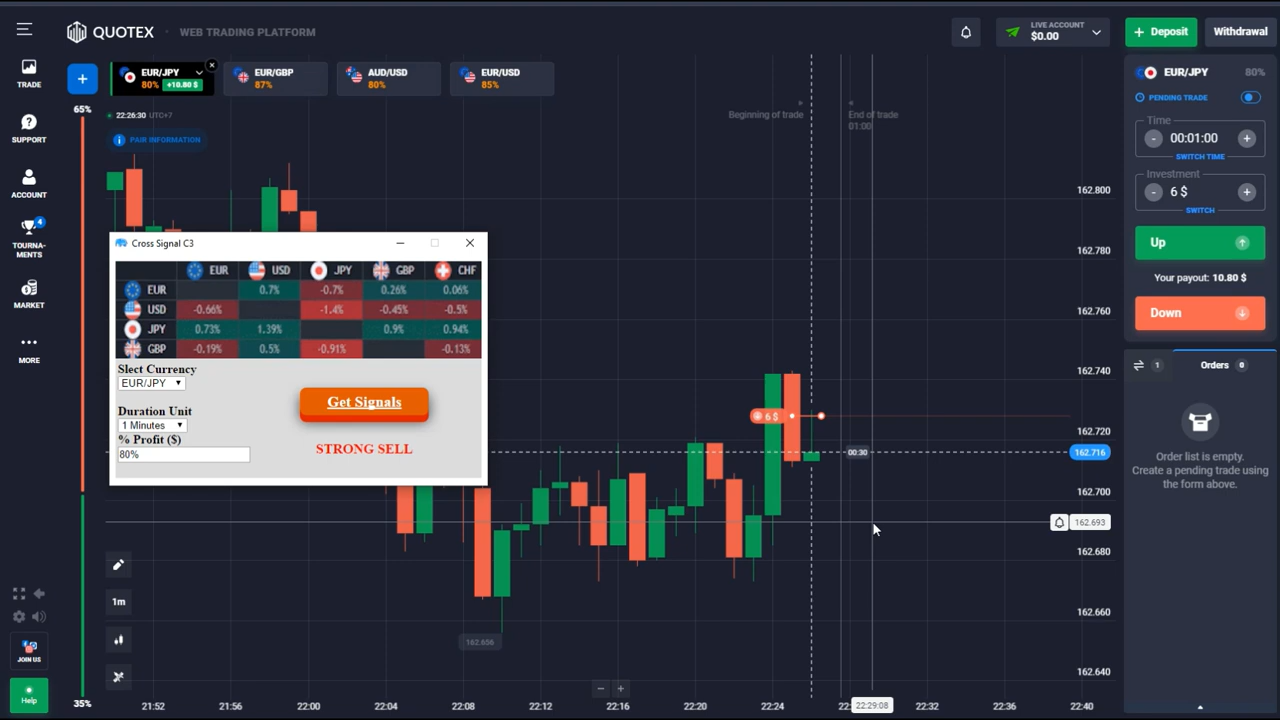 QUOTEX
WEB TRADING PLATFORM
LIVE ACCOUNT
$0.00
+ Deposit
Withdrawal
TRADE
SUPPORT
ACCOUNT
4
TOURNA-
MENTS
MARKET
MORE
JOIN US
Help
+
EUR/JPY
80% +10.80 $
EUR/GBP
87%
AUD/USD
80%
EUR/USD
85%
65%
22:26:30 UTC+7
PAIR INFORMATION
Beginning of trade
End of trade
01:00
Cross Signal C3
EUR USD JPY GBP CHF
EUR 0.7% -0.7% 0.26% 0.06%
USD -0.66% -1.4% -0.45% -0.5%
JPY 0.73% 1.39% 0.9% 0.94%
GBP -0.19% 0.5% -0.91% -0.13%
Slect Currency
EUR/JPY
Duration Unit
1 Minutes
% Profit ($)
80%
Get Signals
STRONG SELL
6 $
00:30
162.800
162.780
162.760
162.740
162.720
162.716
162.700
162.693
162.680
162.660
162.640
162.656
1m
35%
21:52 21:56 22:00 22:04 22:08 22:12 22:16 22:20 22:24 22:29:08 22:32 22:36 22:40
EUR/JPY 80%
PENDING TRADE
Time
- 00:01:00 +
SWITCH TIME
Investment
- 6 $ +
SWITCH
Up
Your payout: 10.80 $
Down
1
Orders 0
Order list is empty.
Create a pending trade using
the form above.